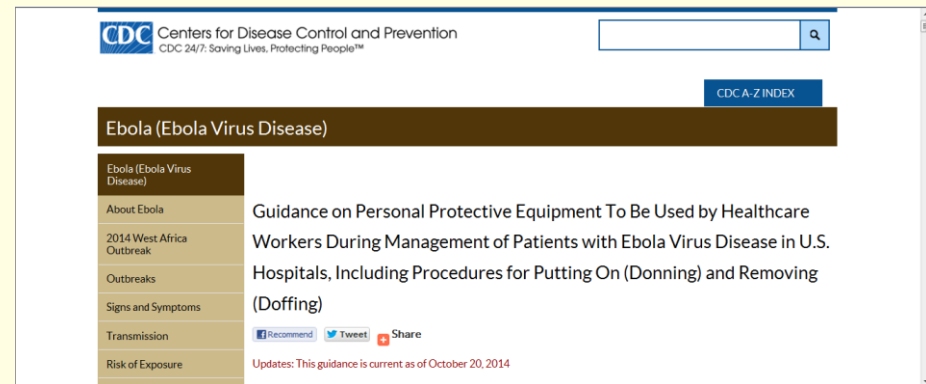 CDC Centers for Disease Control and Prevention
CDC 24/7: Saving Lives, Protecting People™
CDC A-Z INDEX
Ebola (Ebola Virus Disease)
Ebola (Ebola Virus
Disease)
About Ebola
2014 West Africa
Outbreak
Outbreaks
Signs and Symptoms
Transmission
Risk of Exposure
Guidance on Personal Protective Equipment To Be Used by Healthcare
Workers During Management of Patients with Ebola Virus Disease in U.S.
Hospitals, Including Procedures for Putting On (Donning) and Removing
(Doffing)
Recommend Tweet Share
Updates: This guidance is current as of October 20, 2014